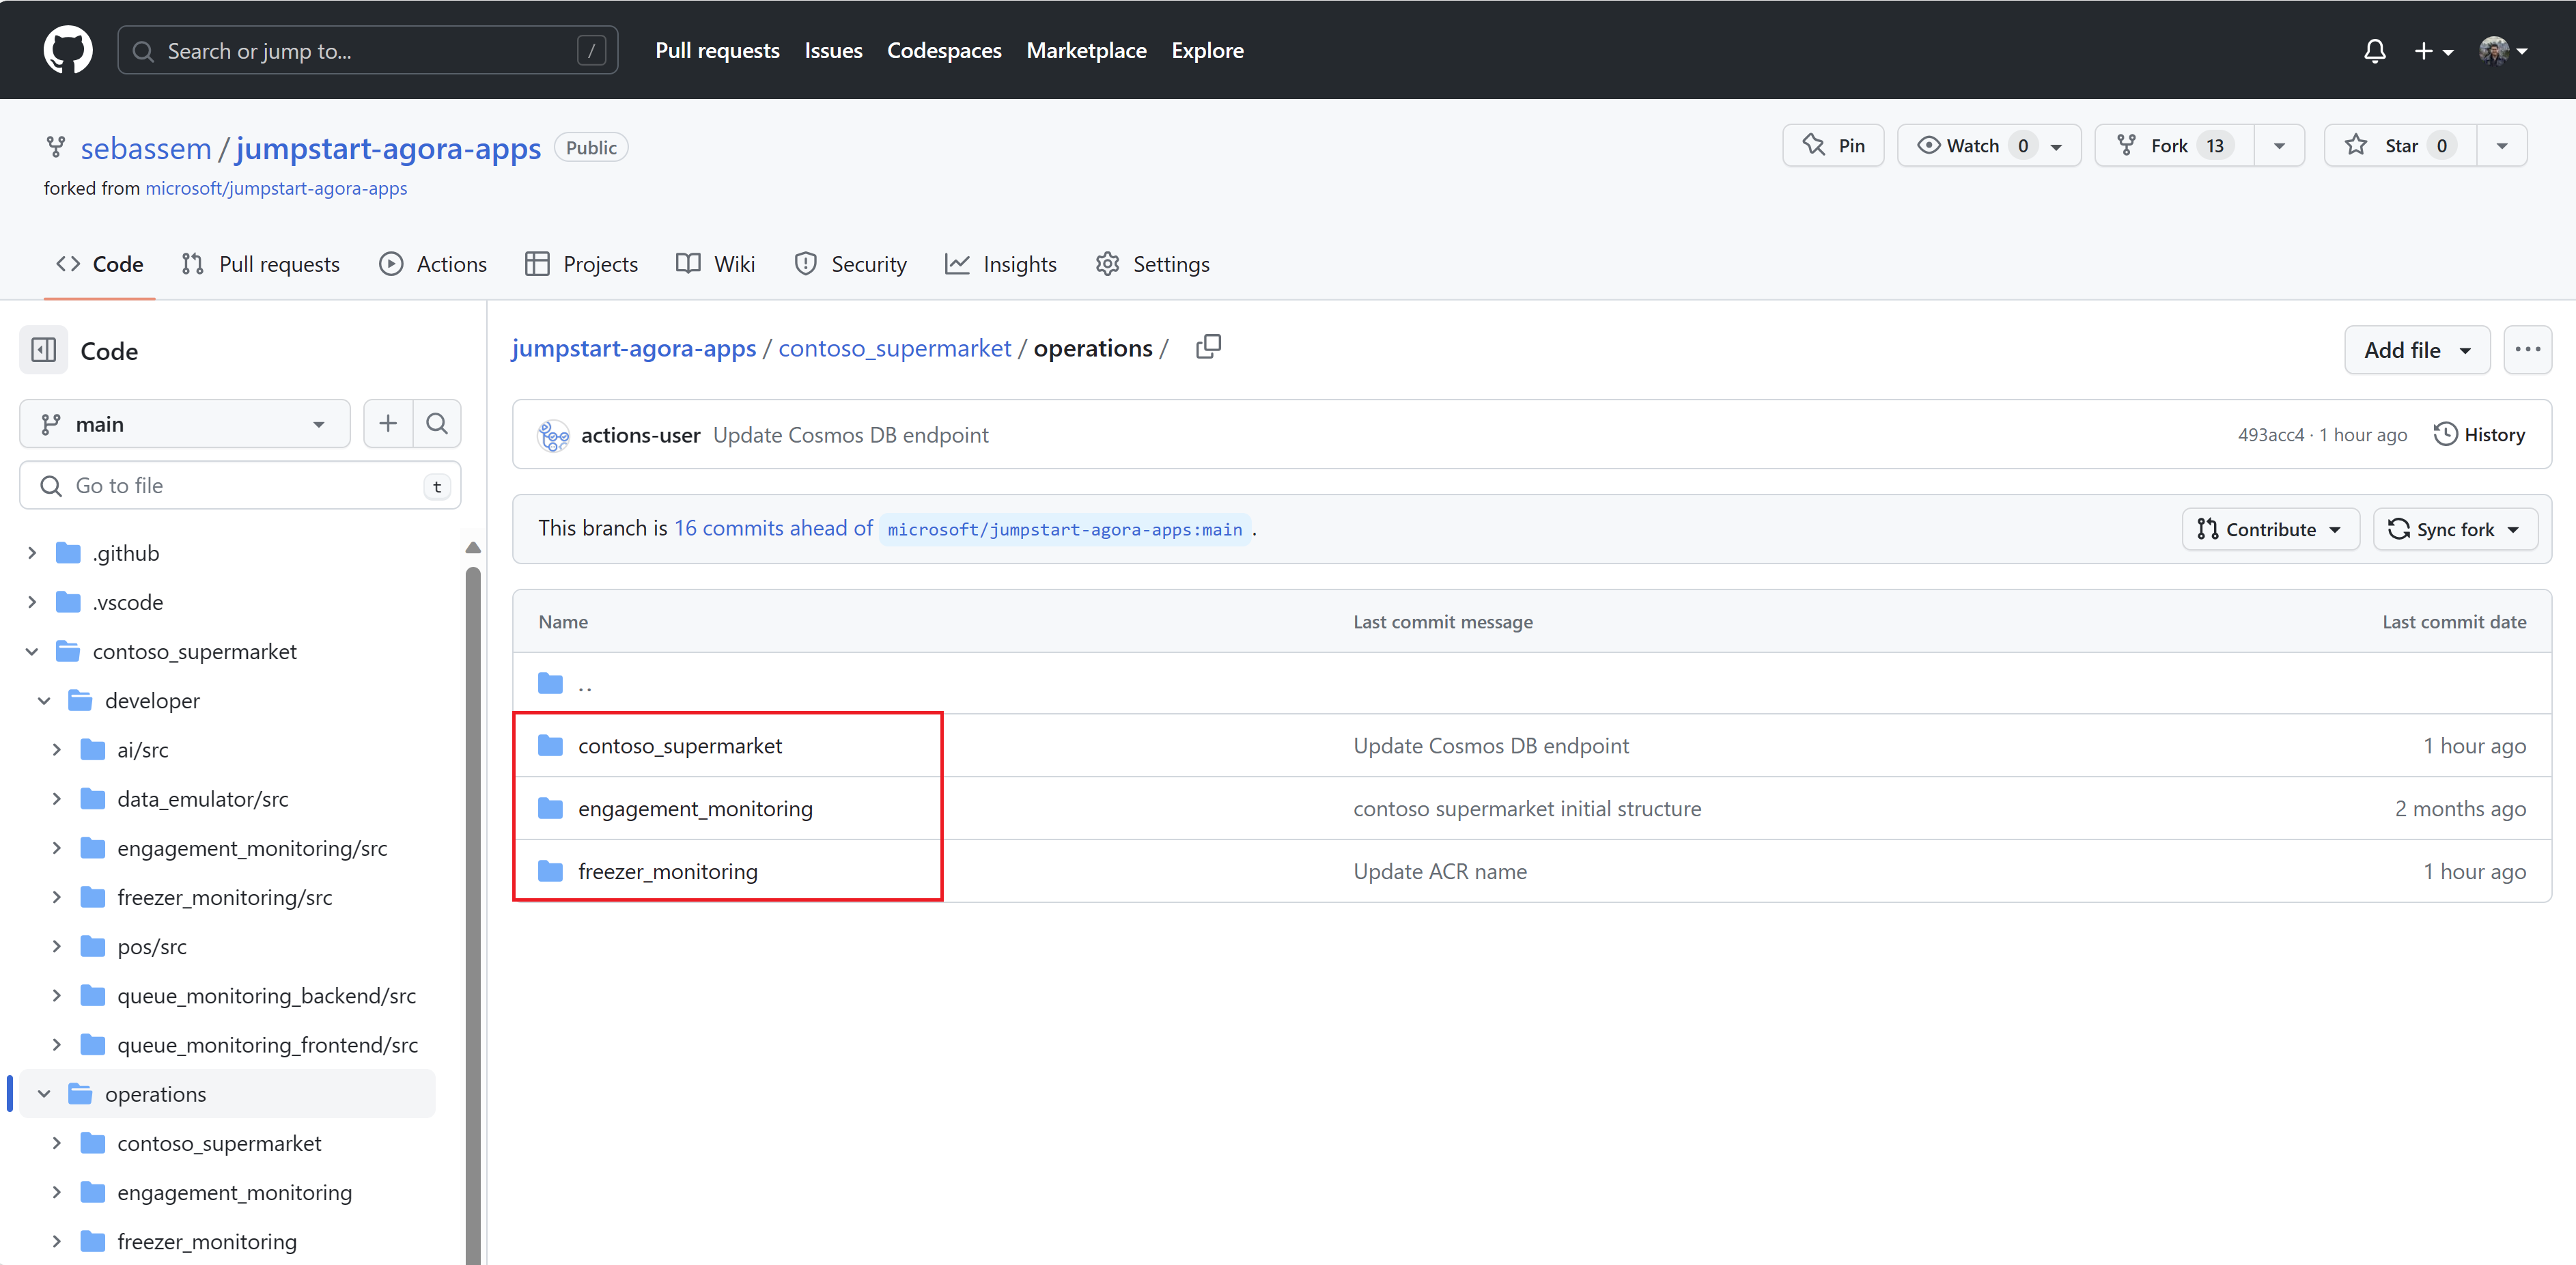 Search or jump to... / Pull requests Issues Codespaces Marketplace Explore
sebassem / jumpstart-agora-apps Public Pin Watch 0 Fork 13 Star 0
forked from microsoft/jumpstart-agora-apps
Code Pull requests Actions Projects Wiki Security Insights Settings
Code
main
Go to file t
.github
.vscode
contoso_supermarket
developer
ai/src
data_emulator/src
engagement_monitoring/src
freezer_monitoring/src
pos/src
queue_monitoring_backend/src
queue_monitoring_frontend/src
operations
contoso_supermarket
engagement_monitoring
freezer_monitoring
jumpstart-agora-apps / contoso_supermarket / operations / Add file ...
actions-user Update Cosmos DB endpoint 493acc4 · 1 hour ago History
This branch is 16 commits ahead of microsoft/jumpstart-agora-apps:main . Contribute Sync fork
Name Last commit message Last commit date
..
contoso_supermarket Update Cosmos DB endpoint 1 hour ago
engagement_monitoring contoso supermarket initial structure 2 months ago
freezer_monitoring Update ACR name 1 hour ago